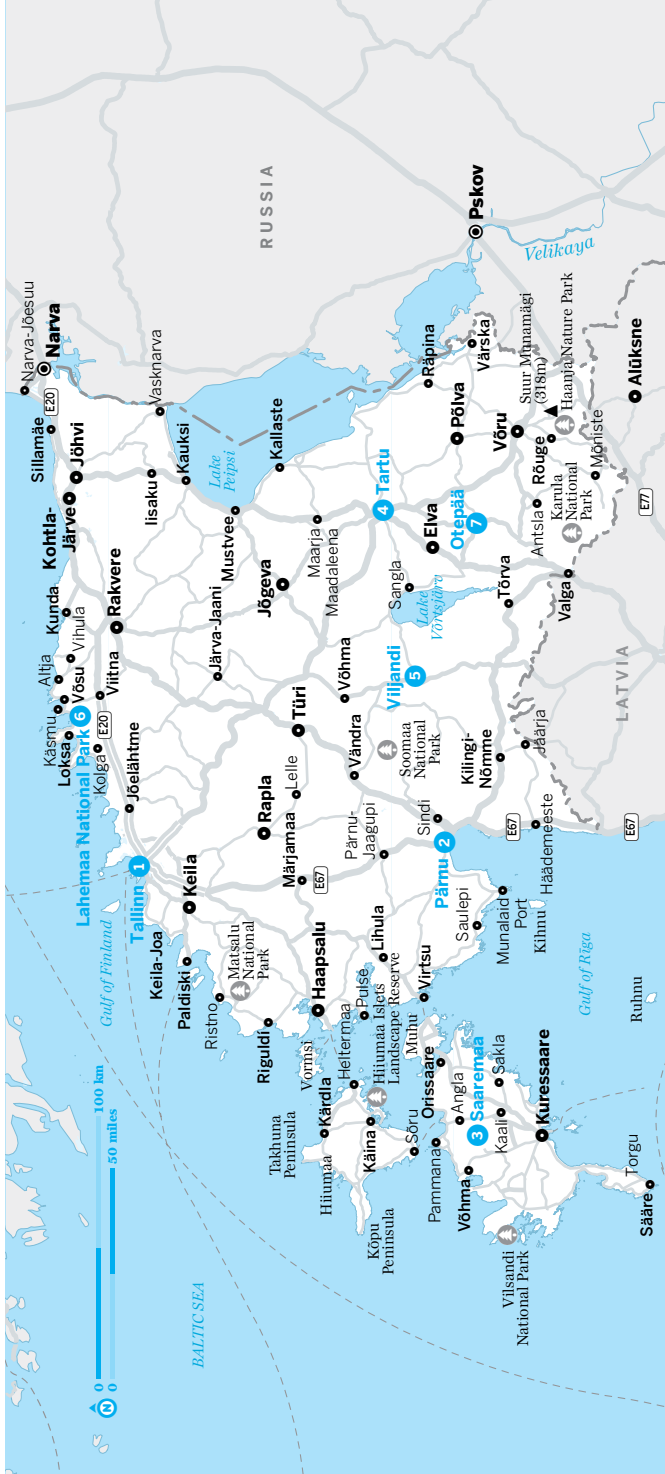 0
100 km
N
0
50 miles
BALTIC SEA
Gulf of Finland
RUSSIA
LATVIA
Gulf of Rīga
Lake
Peipsi
Lake
Võrtsjärv
Velikaya
Tallinn
1
Pärnu
2
3
Saaremaa
4
Tartu
Viljandi
5
Lahemaa National Park
6
Otepää
7
Narva-Jõesuu
Narva
E20
Sillamäe
Jõhvi
Kohtla-
Järve
Vasknarva
Iisaku
Kauksi
Kunda
Rakvere
Altja
Vihula
Käsmu
Võsu
Loksa
Viitna
E20
Kolga
Jõelähtme
Keila-Joa
Keila
Paldiski
Ristno
Matsalu
National
Park
Riguldi
Vormsi
Haapsalu
Rapla
Märjamaa
E67
Lelle
Türi
Järva-Jaani
Jõgeva
Mustvee
Kallaste
Maarja
Maadaleena
Võhma
Vändra
Pärnu-
Jaagupi
Lihula
Pulse
Virtsu
Heltermaa
Hiiumaa Islets
Landscape Reserve
Muhu
Takhuna
Peninsula
Kärdla
Hiiumaa
Käina
Sõru
Kõpu
Peninsula
Orissaare
Pammana
Angla
Võhma
Kaali
Sakla
Kuressaare
Vilsandi
National Park
Sääre
Torgu
Soomaa
National
Park
Sindi
Saulepi
Munalaid
Port
Kihnu
Häädemeeste
E67
E67
Ruhnu
Kilingi-
Nõmme
Jäärja
Sangla
Elva
Tõrva
Valga
Räpina
Põlva
Värska
Võru
Suur Munamägi
(318m)
Haanja Nature Park
Rõuge
Antsla
Karula
National
Park
Mõniste
E77
Alūksne
Pskov